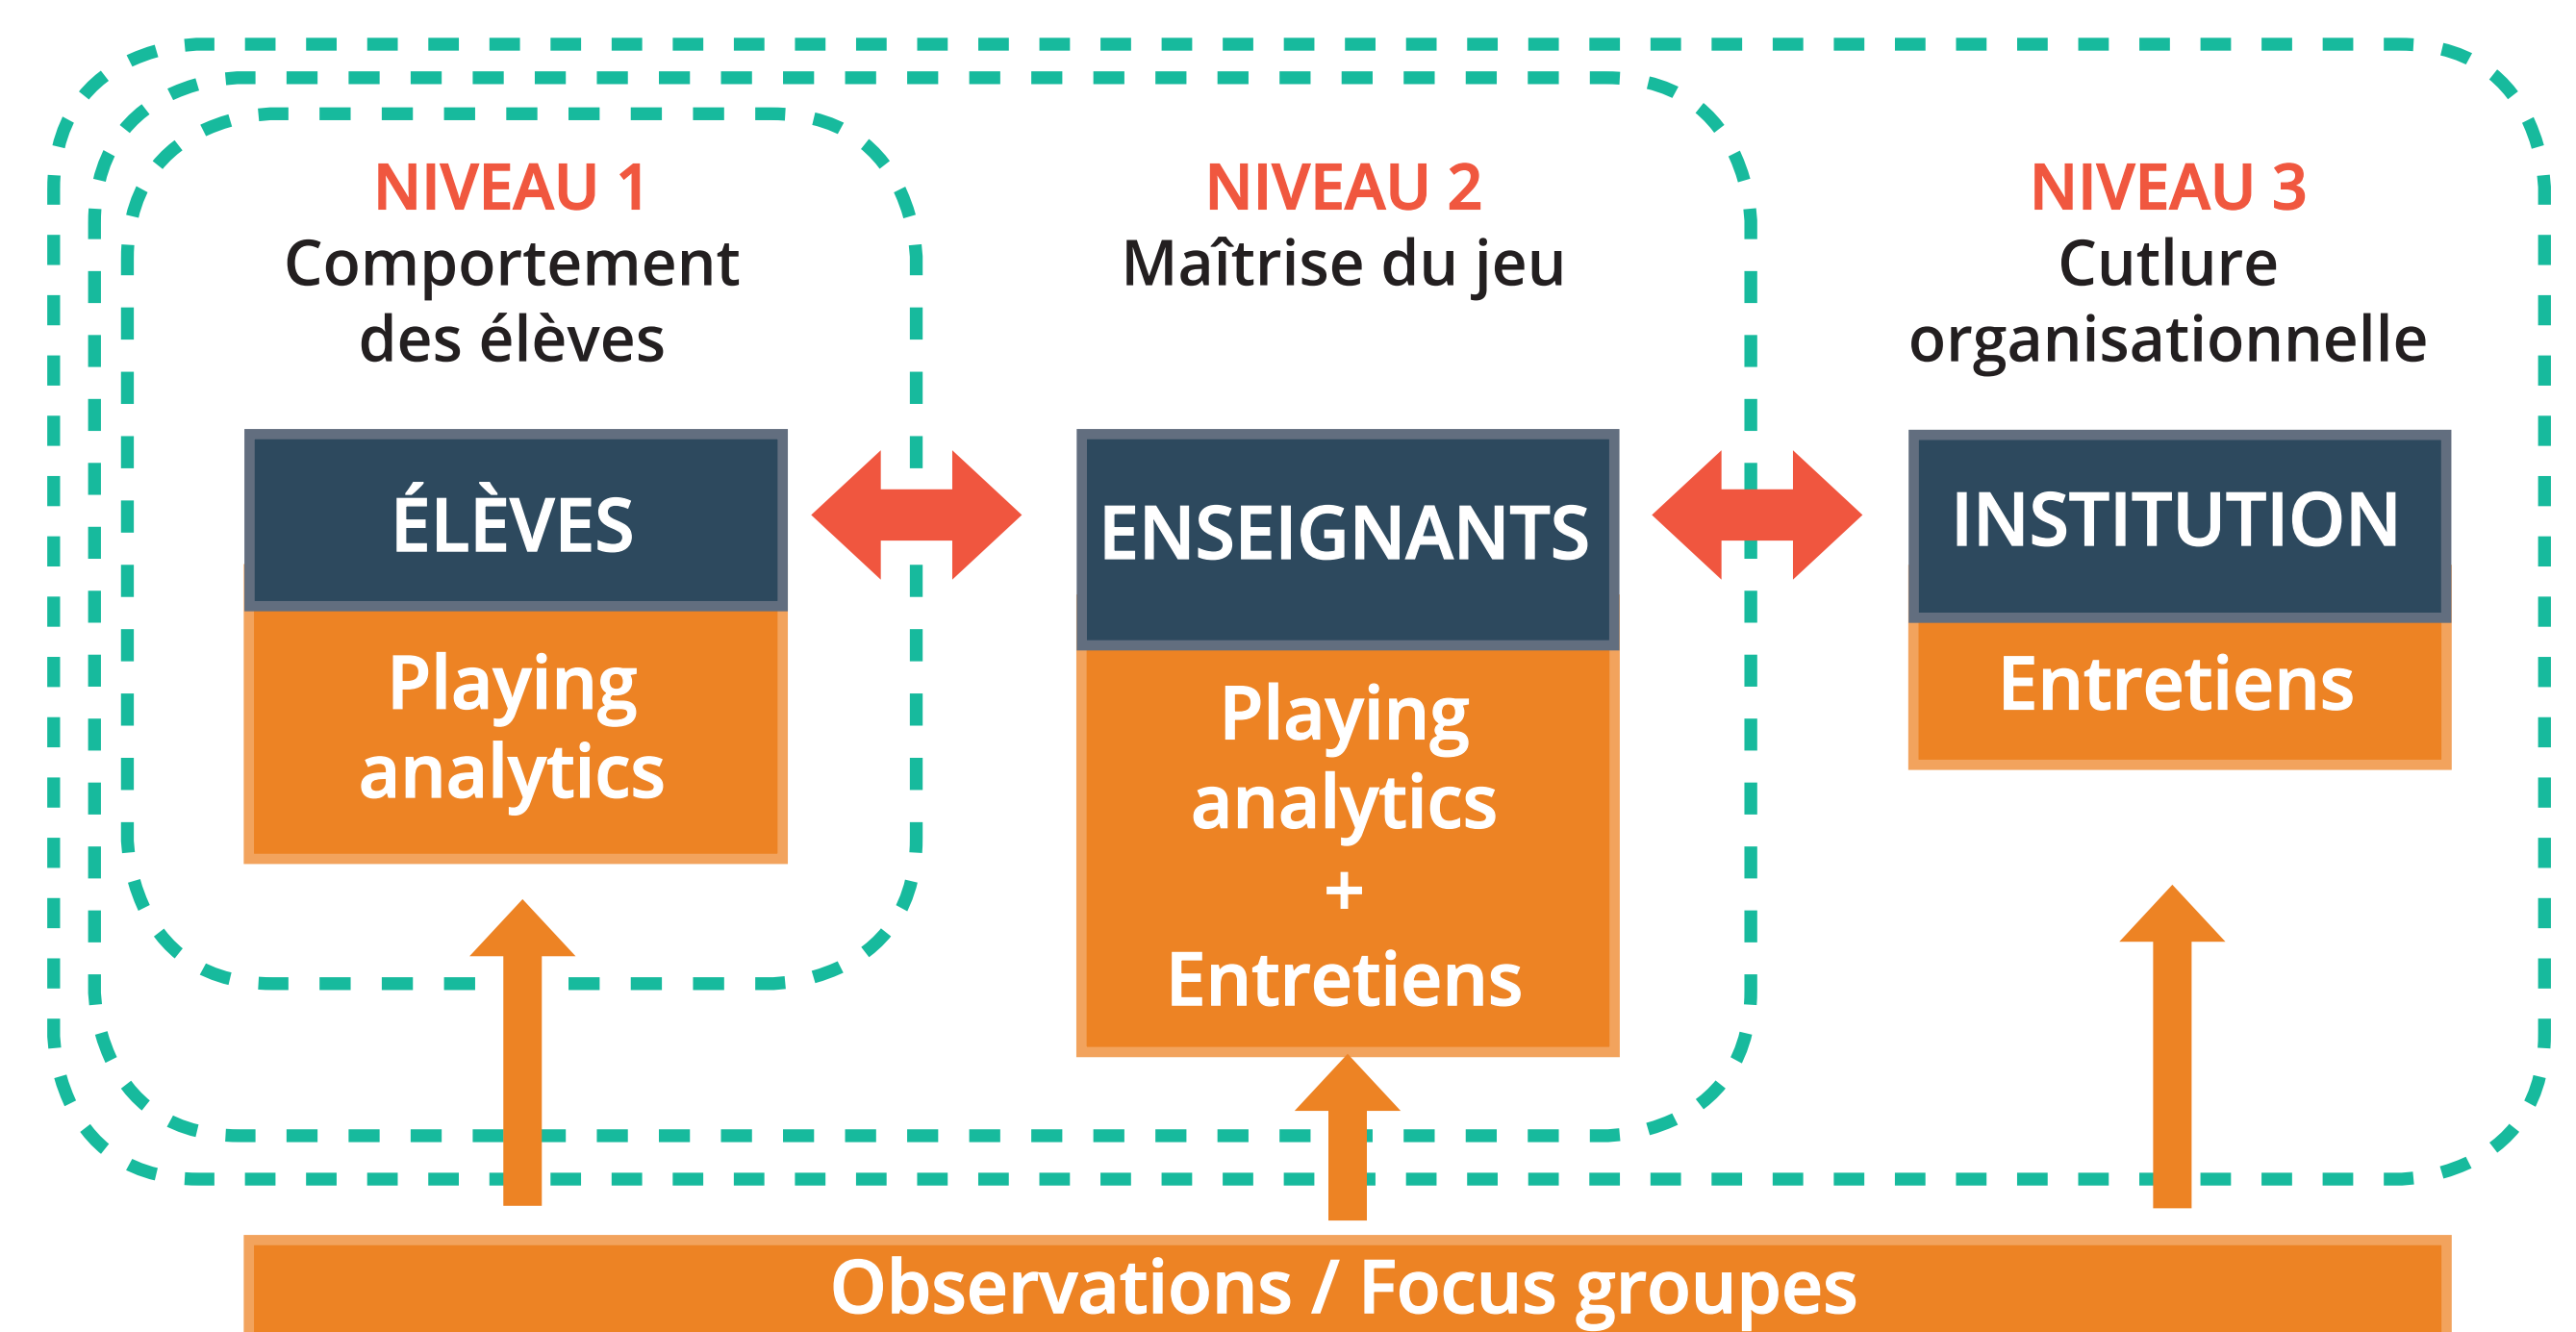 NIVEAU 1
Comportement
des élèves
ÉLÈVES
Playing
analytics
NIVEAU 2
Maîtrise du jeu
ENSEIGNANTS
Playing
analytics
+
Entretiens
NIVEAU 3
Cutlure
organisationnelle
INSTITUTION
Entretiens
Observations / Focus groupes